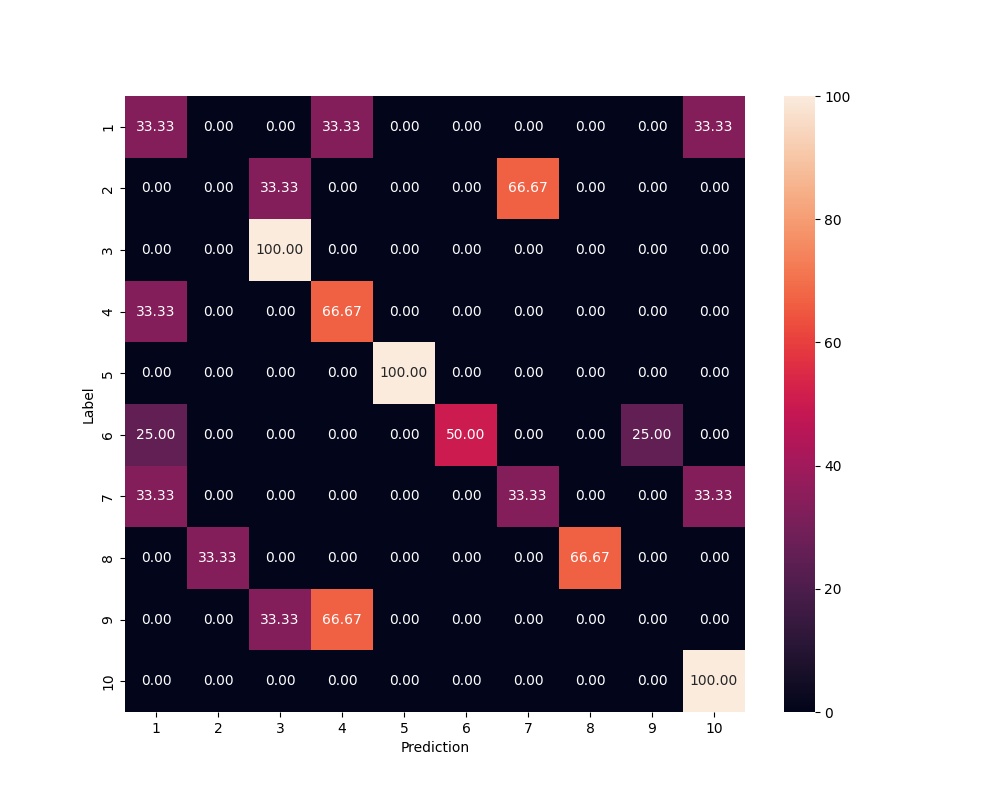 1 33.33 0.00 0.00 33.33 0.00 0.00 0.00 0.00 0.00 33.33
2 0.00 0.00 33.33 0.00 0.00 0.00 66.67 0.00 0.00 0.00
3 0.00 0.00 100.00 0.00 0.00 0.00 0.00 0.00 0.00 0.00
4 33.33 0.00 0.00 66.67 0.00 0.00 0.00 0.00 0.00 0.00
5 0.00 0.00 0.00 0.00 100.00 0.00 0.00 0.00 0.00 0.00
6 25.00 0.00 0.00 0.00 0.00 50.00 0.00 0.00 25.00 0.00
7 33.33 0.00 0.00 0.00 0.00 0.00 33.33 0.00 0.00 33.33
8 0.00 33.33 0.00 0.00 0.00 0.00 0.00 66.67 0.00 0.00
9 0.00 0.00 33.33 66.67 0.00 0.00 0.00 0.00 0.00 0.00
10 0.00 0.00 0.00 0.00 0.00 0.00 0.00 0.00 0.00 100.00
1 2 3 4 5 6 7 8 9 10
Prediction
Label
100
80
60
40
20
0